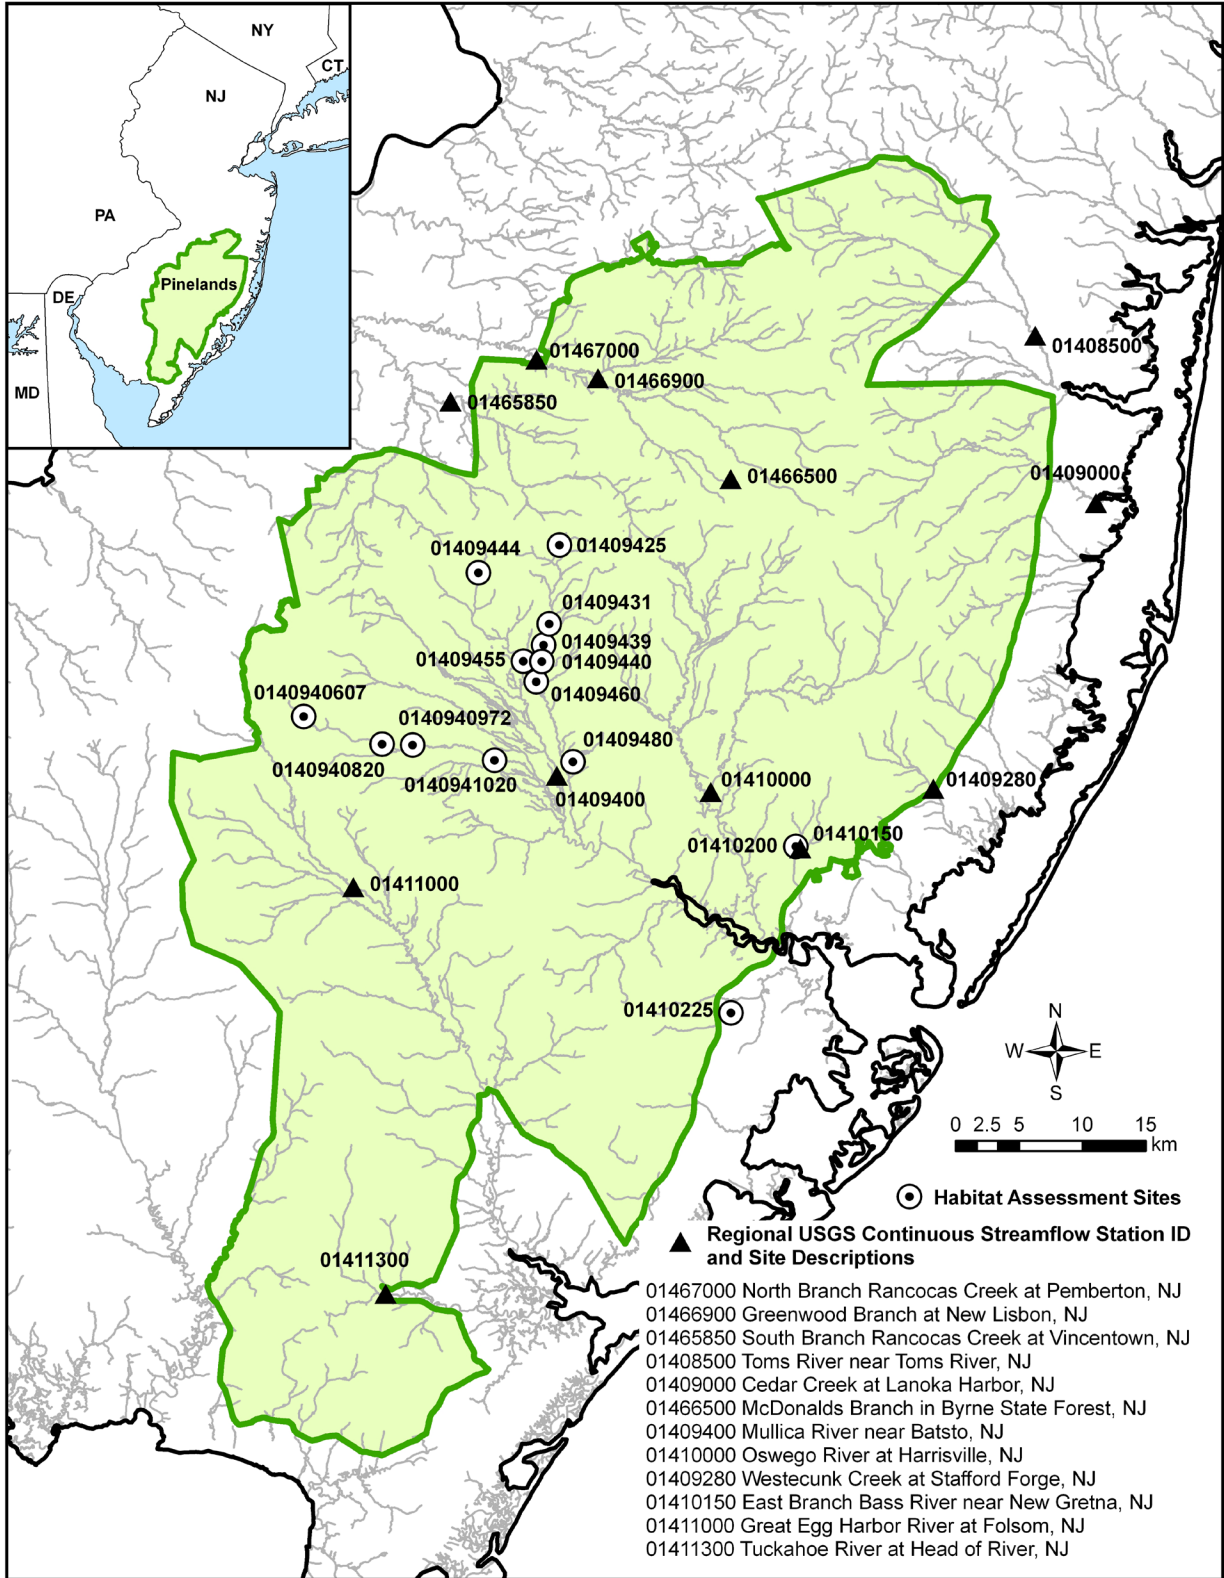 NY
CT
NJ
PA
Pinelands
DE
MD
01467000
01466900
01465850
01408500
01466500
01409000
01409444
01409425
01409431
01409439
01409455
01409440
01409460
0140940607
0140940972
01409480
0140940820
0140941020
01409400
01410000
01409280
01410200
01410150
01411000
01410225
01411300
N
W
E
S
0 2.5 5 10 15
km
Habitat Assessment Sites
Regional USGS Continuous Streamflow Station ID
and Site Descriptions
01467000 North Branch Rancocas Creek at Pemberton, NJ
01466900 Greenwood Branch at New Lisbon, NJ
01465850 South Branch Rancocas Creek at Vincentown, NJ
01408500 Toms River near Toms River, NJ
01409000 Cedar Creek at Lanoka Harbor, NJ
01466500 McDonalds Branch in Byrne State Forest, NJ
01409400 Mullica River near Batsto, NJ
01410000 Oswego River at Harrisville, NJ
01409280 Westecunk Creek at Stafford Forge, NJ
01410150 East Branch Bass River near New Gretna, NJ
01411000 Great Egg Harbor River at Folsom, NJ
01411300 Tuckahoe River at Head of River, NJ